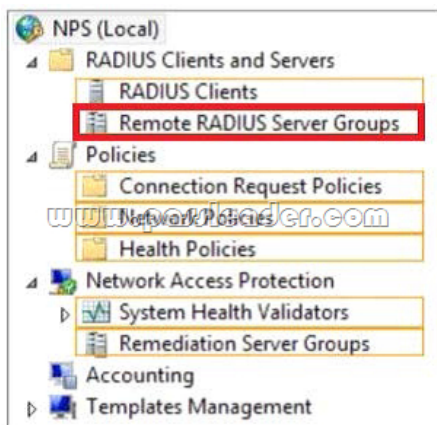 NPS (Local)
RADIUS Clients and Servers
RADIUS Clients
Remote RADIUS Server Groups
Policies
Connection Request Policies
Network Policies
Health Policies
Network Access Protection
System Health Validators
Remediation Server Groups
Accounting
Templates Management